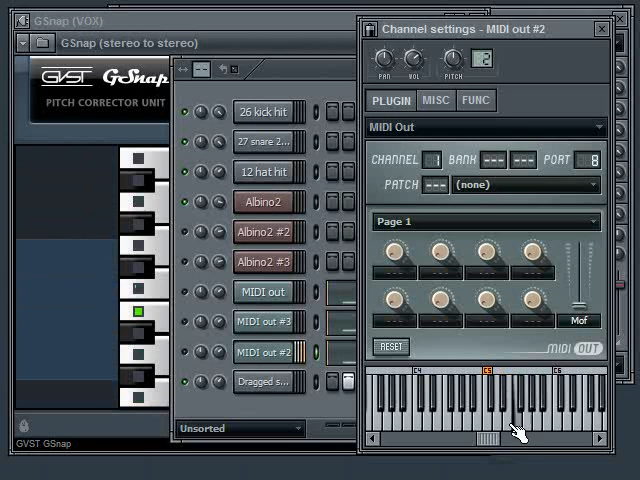 GSnap (VOX)
GSnap (stereo to stereo)
GVST GSnap
PITCH CORRECTOR UNIT
26 kick hit
27 snare 2...
12 hat hit
Albino2
Albino2 #2
Albino2 #3
MIDI out
MIDI out #3
MIDI out #2
Dragged s...
Unsorted
GVST GSnap
Channel settings - MIDI out #2
PAN VOL PITCH 2
PLUGIN MISC FUNC
MIDI Out
CHANNEL 1 BANK --- --- PORT 8
PATCH --- (none)
Page 1
Mof
RESET
MIDI OUT
C4 C5 C6